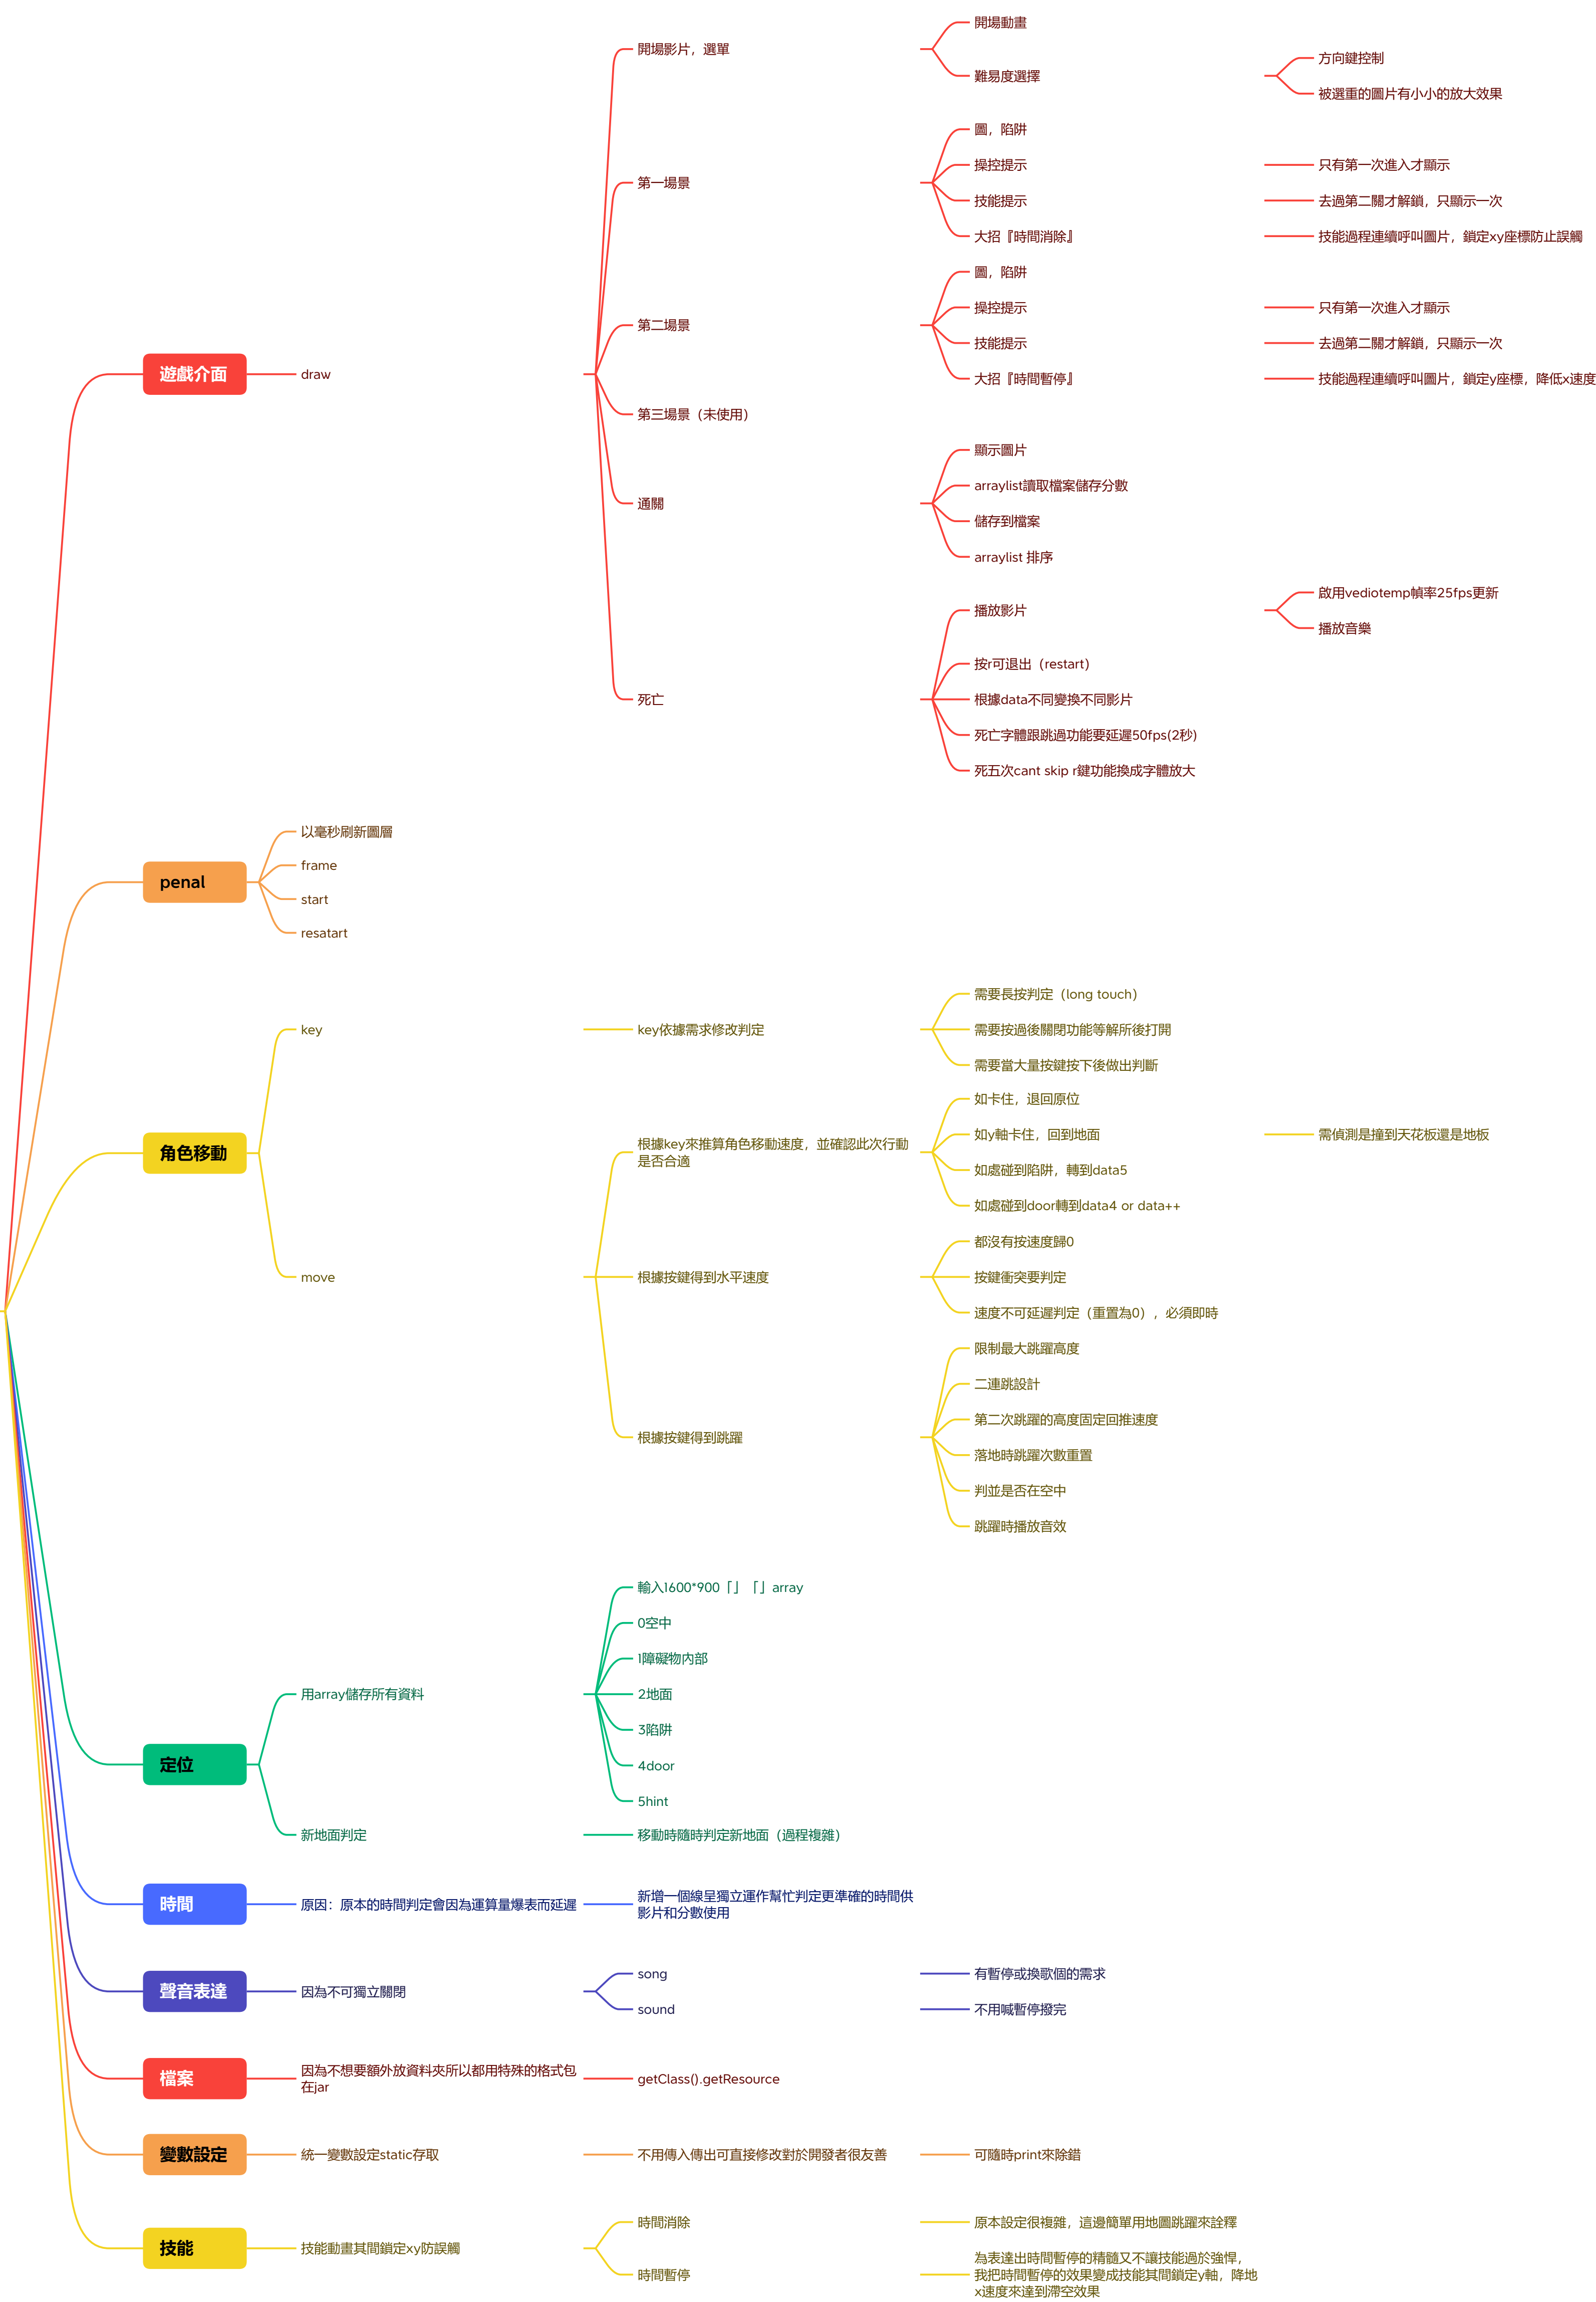 遊戲介面
draw
開場影片，選單
開場動畫
難易度選擇
方向鍵控制
被選重的圖片有小小的放大效果
第一場景
圖，陷阱
操控提示
只有第一次進入才顯示
技能提示
去過第二關才解鎖，只顯示一次
大招『時間消除』
技能過程連續呼叫圖片，鎖定xy座標防止誤觸
第二場景
圖，陷阱
操控提示
只有第一次進入才顯示
技能提示
去過第二關才解鎖，只顯示一次
大招『時間暫停』
技能過程連續呼叫圖片，鎖定y座標，降低x速度
第三場景（未使用）
通關
顯示圖片
arraylist讀取檔案儲存分數
儲存到檔案
arraylist 排序
死亡
播放影片
啟用vediotemp幀率25fps更新
播放音樂
按r可退出（restart）
根據data不同變換不同影片
死亡字體跟跳過功能要延遲50fps(2秒)
死五次cant skip r鍵功能換成字體放大
penal
以毫秒刷新圖層
frame
start
resatart
角色移動
key
key依據需求修改判定
需要長按判定（long touch）
需要按過後關閉功能等解所後打開
需要當大量按鍵按下後做出判斷
move
根據key來推算角色移動速度，並確認此次行動
是否合適
如卡住，退回原位
如y軸卡住，回到地面
需偵測是撞到天花板還是地板
如處碰到陷阱，轉到data5
如處碰到door轉到data4 or data++
根據按鍵得到水平速度
都沒有按速度歸0
按鍵衝突要判定
速度不可延遲判定（重置為0），必須即時
根據按鍵得到跳躍
限制最大跳躍高度
二連跳設計
第二次跳躍的高度固定回推速度
落地時跳躍次數重置
判並是否在空中
跳躍時播放音效
定位
用array儲存所有資料
輸入1600*900「」「」array
0空中
1障礙物內部
2地面
3陷阱
4door
5hint
新地面判定
移動時隨時判定新地面（過程複雜）
時間
原因：原本的時間判定會因為運算量爆表而延遲
新增一個線呈獨立運作幫忙判定更準確的時間供
影片和分數使用
聲音表達
因為不可獨立關閉
song
有暫停或換歌個的需求
sound
不用喊暫停撥完
檔案
因為不想要額外放資料夾所以都用特殊的格式包
在jar
getClass().getResource
變數設定
統一變數設定static存取
不用傳入傳出可直接修改對於開發者很友善
可隨時print來除錯
技能
技能動畫其間鎖定xy防誤觸
時間消除
原本設定很複雜，這邊簡單用地圖跳躍來詮釋
時間暫停
為表達出時間暫停的精髓又不讓技能過於強悍，
我把時間暫停的效果變成技能其間鎖定y軸，降地
x速度來達到滯空效果